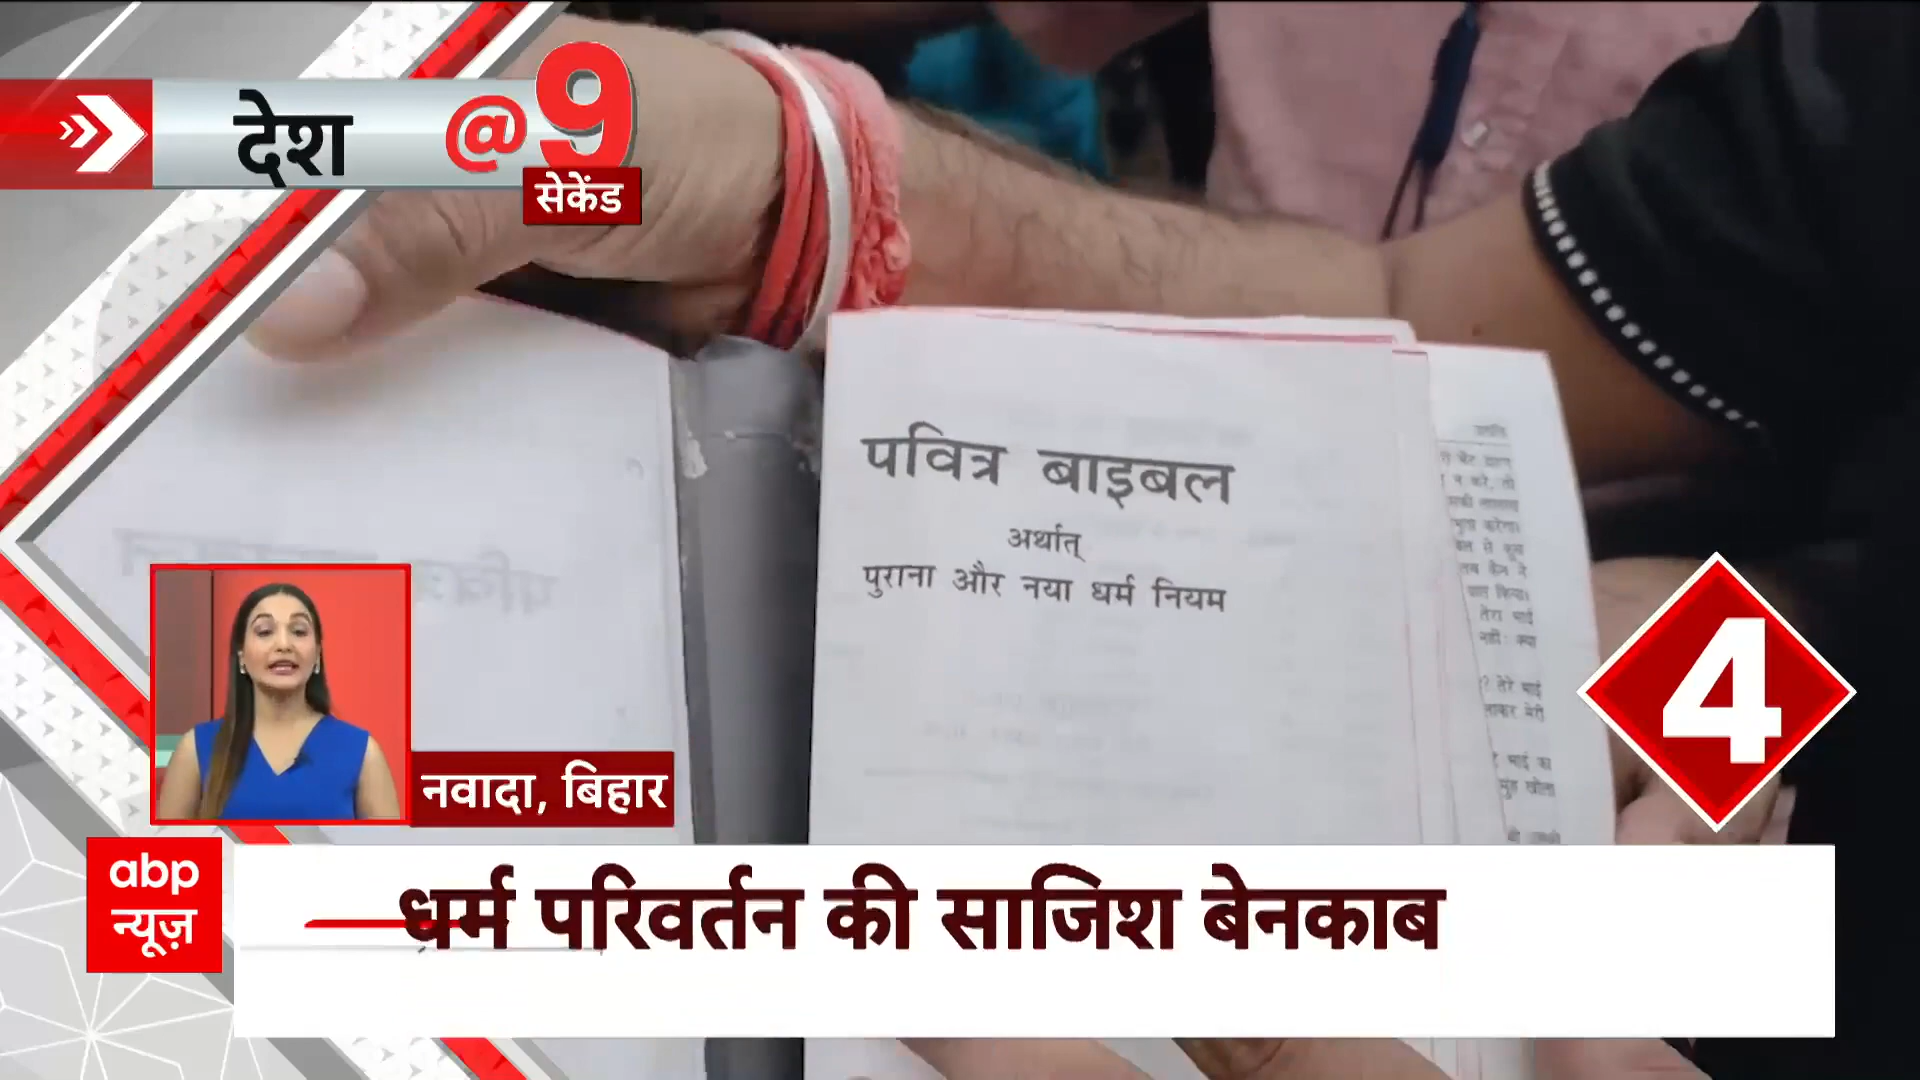 देश @9
सेकेंड
पवित्र बाइबल
अर्थात्
पुराना और नया धर्म नियम
तेरा भाई
नवादा, बिहार
4
abp
न्यूज़
धर्म परिवर्तन की साजिश बेनकाब